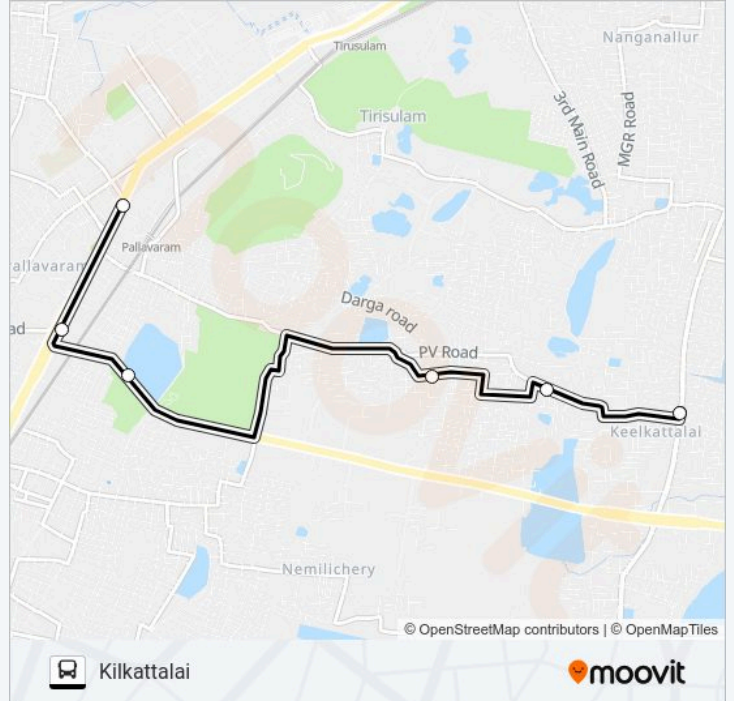 Nanganallur
Tirusulam
Tirisulam
3rd Main Road
MGR Road
Pallavaram
allavaram
Darga road
ad
PV Road
Keelkattalai
Nemilichery
© OpenStreetMap contributors | © OpenMapTiles
Kilkattalai
moovit